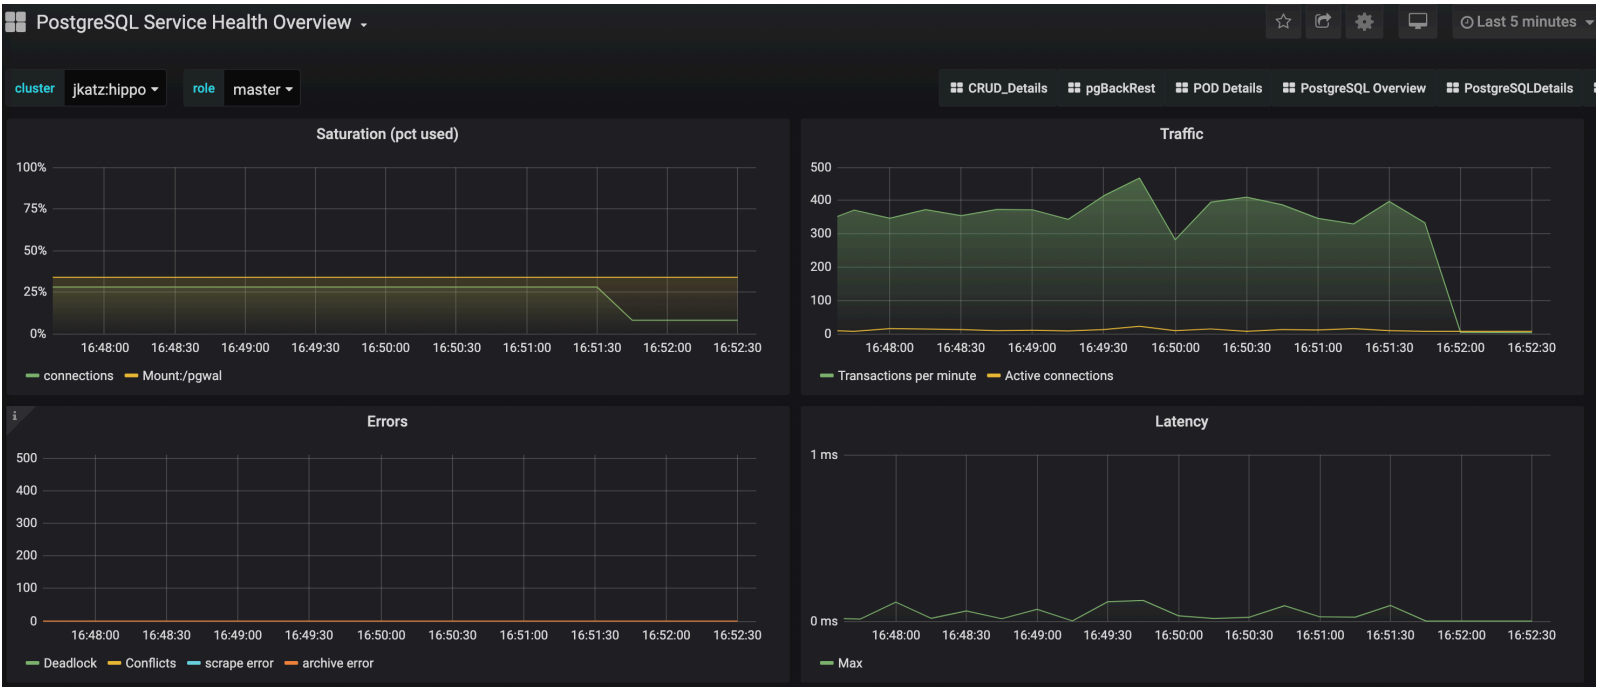 PostgreSQL Service Health Overview
Last 5 minutes
cluster jkatz:hippo role master
CRUD_Details pgBackRest POD Details PostgreSQL Overview PostgreSQLDetails
Saturation (pct used)
100%
75%
50%
25%
0%
16:48:00 16:48:30 16:49:00 16:49:30 16:50:00 16:50:30 16:51:00 16:51:30 16:52:00 16:52:30
connections Mount:/pgwal
Traffic
500
400
300
200
100
0
16:48:00 16:48:30 16:49:00 16:49:30 16:50:00 16:50:30 16:51:00 16:51:30 16:52:00 16:52:30
Transactions per minute Active connections
i
Errors
500
400
300
200
100
0
16:48:00 16:48:30 16:49:00 16:49:30 16:50:00 16:50:30 16:51:00 16:51:30 16:52:00 16:52:30
Deadlock Conflicts scrape error archive error
Latency
1 ms
0 ms
16:48:00 16:48:30 16:49:00 16:49:30 16:50:00 16:50:30 16:51:00 16:51:30 16:52:00 16:52:30
Max